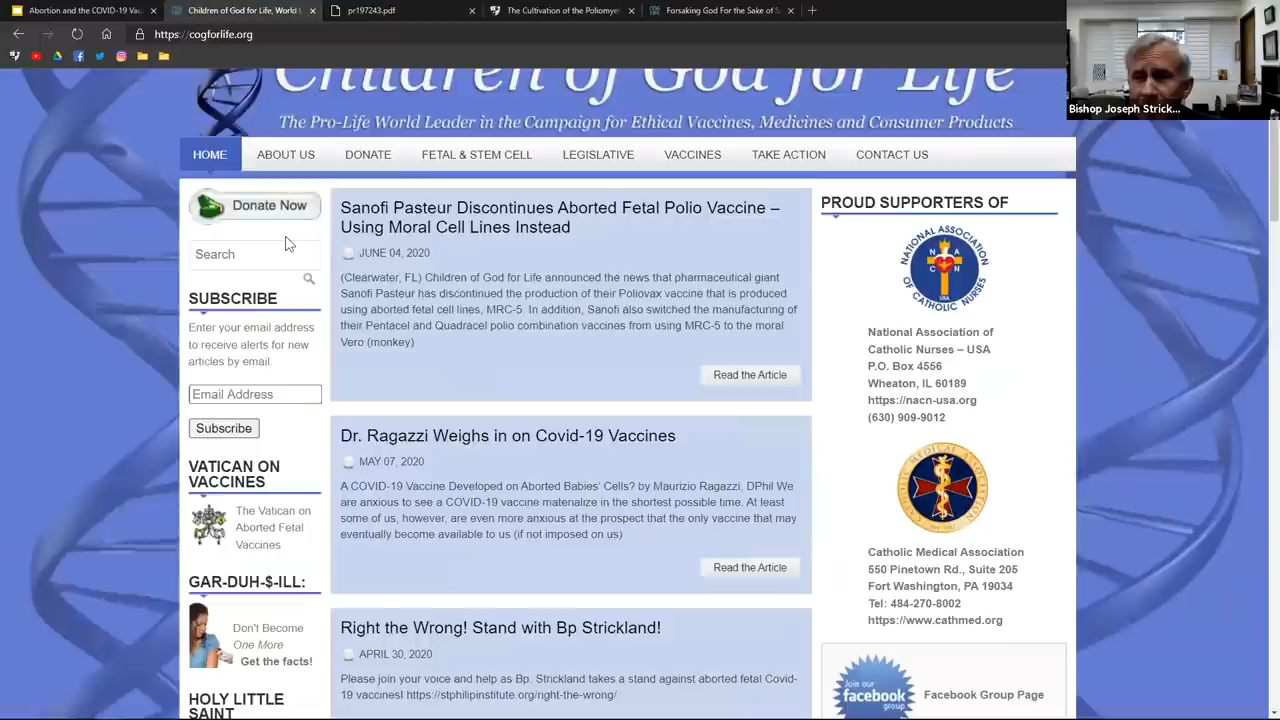 Abortion and the COVID-19 Vac
Children of God for Life, World L
pr197243.pdf
The Cultivation of the Poliomye
Forsaking God For the Sake of S
https://cogforlife.org
Bishop Joseph Strick...
Children of God for Life
The Pro-Life World Leader in the Campaign for Ethical Vaccines, Medicines and Consumer Products
HOME
ABOUT US
DONATE
FETAL & STEM CELL
LEGISLATIVE
VACCINES
TAKE ACTION
CONTACT US
Donate Now
Search
SUBSCRIBE
Enter your email address
to receive alerts for new
articles by email.
Email Address
Subscribe
VATICAN ON
VACCINES
The Vatican on
Aborted Fetal
Vaccines
GAR-DUH-$-ILL:
Don't Become
One More
Get the facts!
HOLY LITTLE
SAINT
Sanofi Pasteur Discontinues Aborted Fetal Polio Vaccine –
Using Moral Cell Lines Instead
JUNE 04, 2020
(Clearwater, FL) Children of God for Life announced the news that pharmaceutical giant
Sanofi Pasteur has discontinued the production of their Poliovax vaccine that is produced
using aborted fetal cell lines, MRC-5. In addition, Sanofi also switched the manufacturing of
their Pentacel and Quadracel polio combination vaccines from using MRC-5 to the moral
Vero (monkey)
Read the Article
Dr. Ragazzi Weighs in on Covid-19 Vaccines
MAY 07, 2020
A COVID-19 Vaccine Developed on Aborted Babies' Cells? by Maurizio Ragazzi, DPhil We
are anxious to see a COVID-19 vaccine materialize in the shortest possible time. At least
some of us, however, are even more anxious at the prospect that the only vaccine that may
eventually become available to us (if not imposed on us)
Read the Article
Right the Wrong! Stand with Bp Strickland!
APRIL 30, 2020
Please join your voice and help as Bp. Strickland takes a stand against aborted fetal Covid-
19 vaccines! https://stphilipinstitute.org/right-the-wrong/
PROUD SUPPORTERS OF
NATIONAL ASSOCIATION
N A
C N
USA
OF CATHOLIC NURSES
National Association of
Catholic Nurses – USA
P.O. Box 4556
Wheaton, IL 60189
https://nacn-usa.org
(630) 909-9012
CATHOLIC MEDICAL ASSOCIATION
Catholic Medical Association
550 Pinetown Rd., Suite 205
Fort Washington, PA 19034
Tel: 484-270-8002
https://www.cathmed.org
Join our
facebook
group
Facebook Group Page